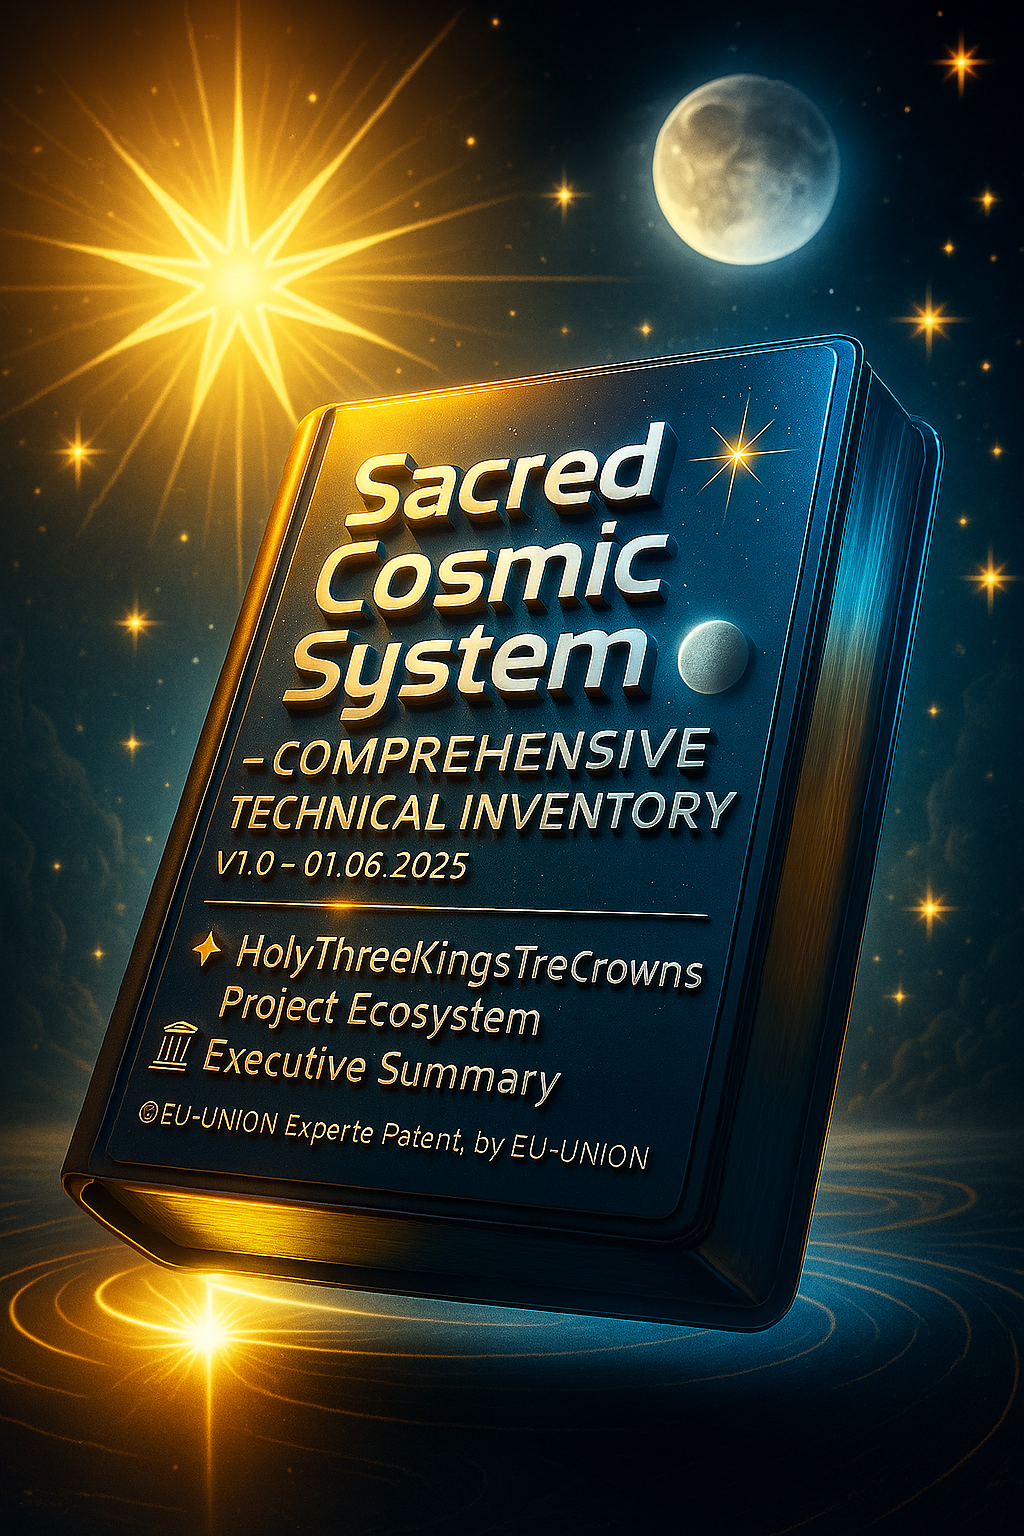 Sacred
Cosmic
System
– COMPREHENSIVE
TECHNICAL INVENTORY
V1.0 – 01.06.2025
HolyThreeKingsTreCrowns
Project Ecosystem
Executive Summary
©EU-UNION Experte Patent, by EU-UNION